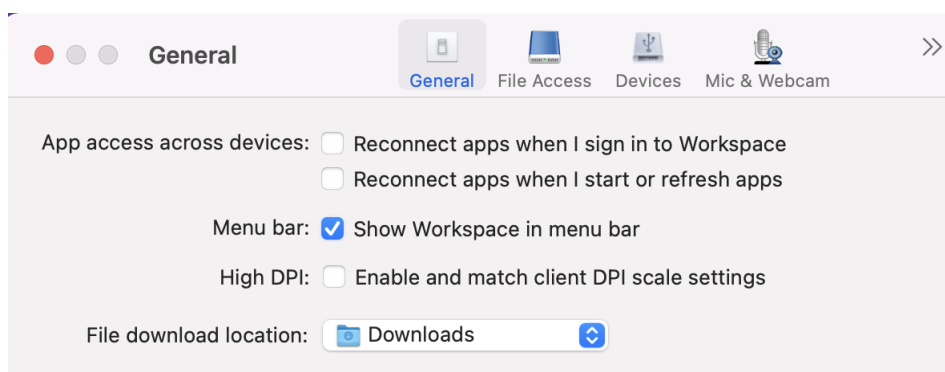 General
General File Access Devices Mic & Webcam
App access across devices: Reconnect apps when I sign in to Workspace
Reconnect apps when I start or refresh apps
Menu bar: Show Workspace in menu bar
High DPI: Enable and match client DPI scale settings
File download location: Downloads